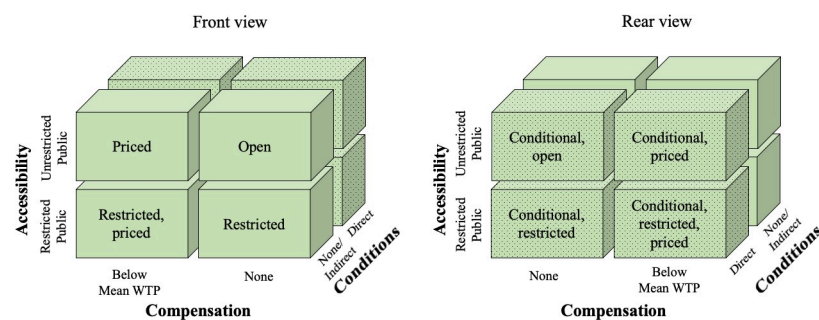 Front view
Accessibility
Unrestricted
Public
Restricted
Public
Priced
Open
Restricted,
priced
Restricted
Below
Mean WTP
None
None/
Indirect
Direct
Conditions
Compensation
Rear view
Accessibility
Unrestricted
Public
Restricted
Public
Conditional,
open
Conditional,
priced
Conditional,
restricted
Conditional,
restricted,
priced
None
Below
Mean WTP
Direct
None/
Indirect
Conditions
Compensation